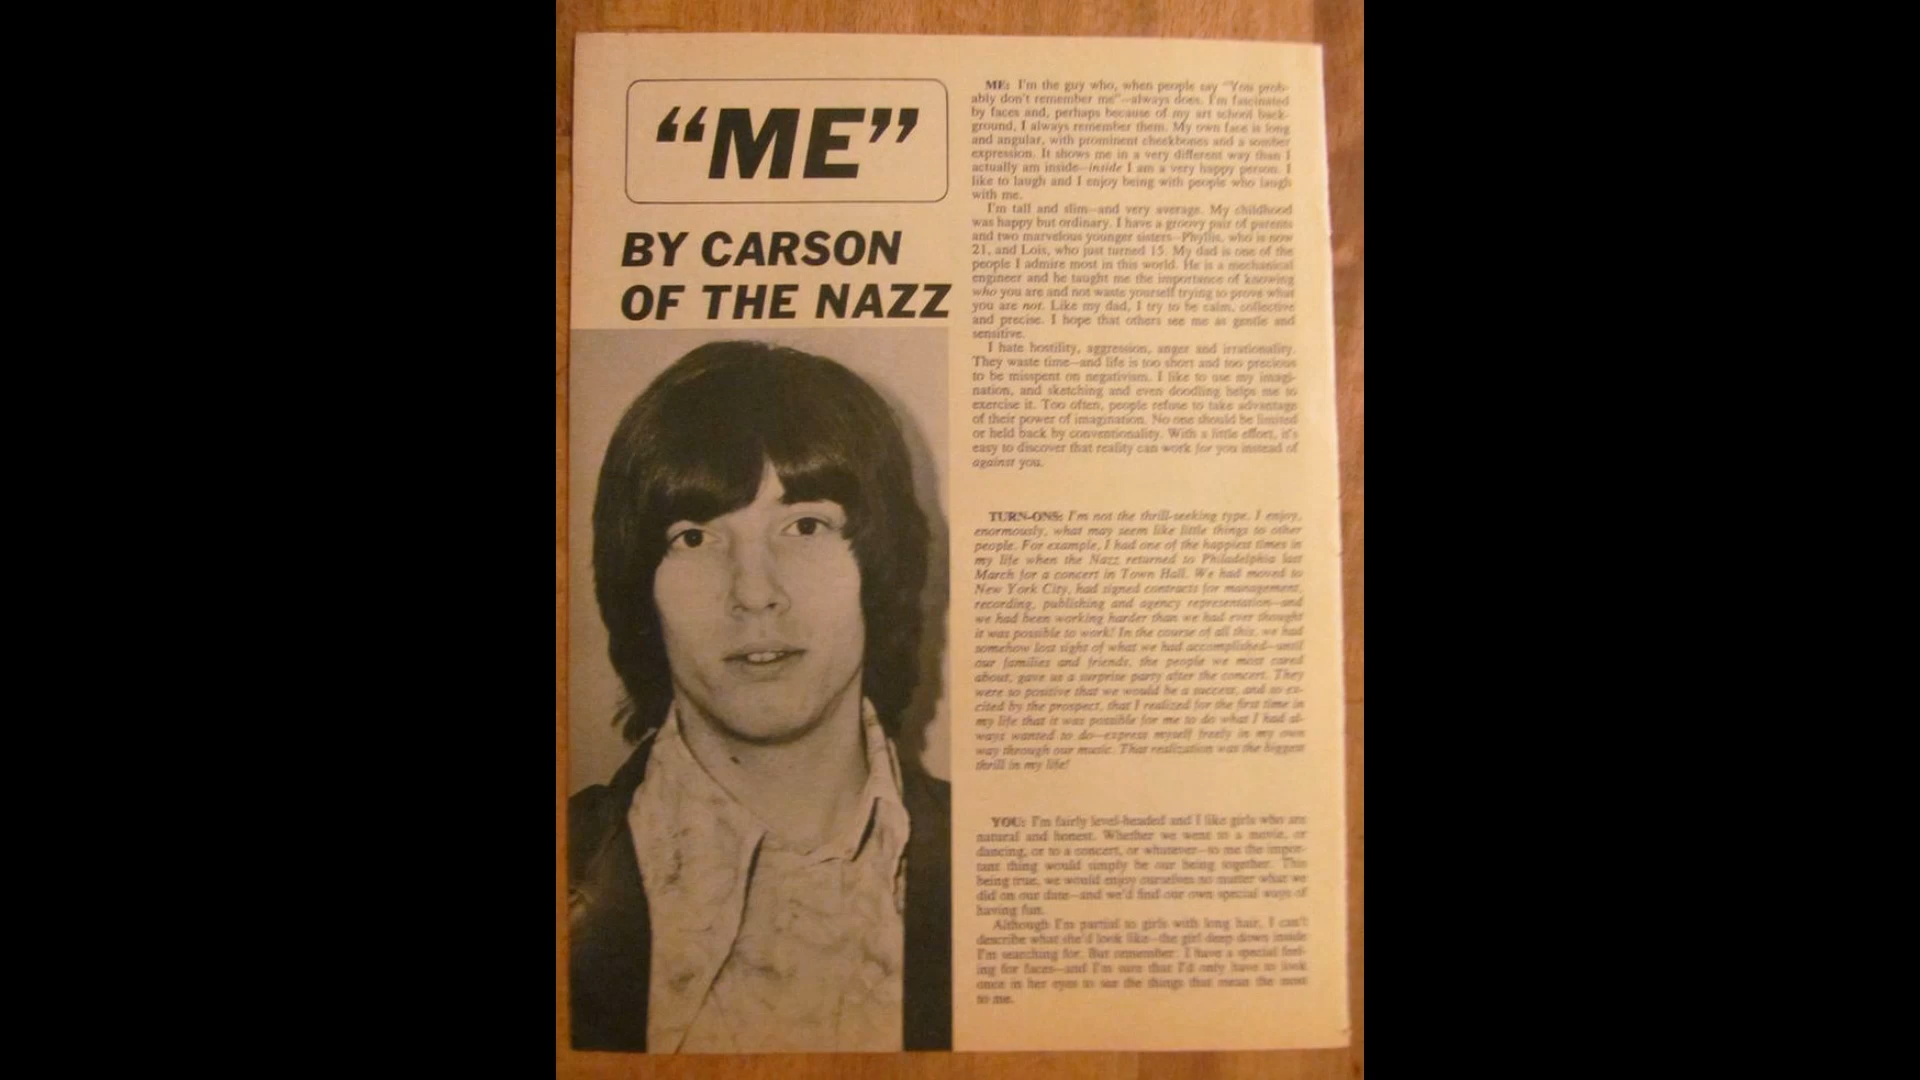 “ME”
BY CARSON
OF THE NAZZ
ME: I'm the guy who, when people say “You prob-
ably don't remember me”—always does. I'm fascinated
by faces and, perhaps because of my art school back-
ground, I always remember them. My own face is long
and angular, with prominent cheekbones and a somber
expression. It shows me in a very different way than I
actually am inside—inside I am a very happy person. I
like to laugh and I enjoy being with people who laugh
with me.
I'm tall and slim—and very average. My childhood
was happy but ordinary. I have a groovy pair of parents
and two marvelous younger sisters—Phyllis, who is now
21, and Lois, who just turned 15. My dad is one of the
people I admire most in this world. He is a mechanical
engineer and he taught me the importance of knowing
who you are and not waste yourself trying to prove what
you are not. Like my dad, I try to be calm, collective
and precise. I hope that others see me as gentle and
sensitive.
I hate hostility, aggression, anger and irrationality.
They waste time—and life is too short and too precious
to be misspent on negativism. I like to use my imagi-
nation, and sketching and even doodling helps me to
exercise it. Too often, people refuse to take advantage
of their power of imagination. No one should be limited
or held back by conventionality. With a little effort, it's
easy to discover that reality can work for you instead of
against you.
TURN-ONS: I'm not the thrill-seeking type. I enjoy,
enormously, what may seem like little things to other
people. For example, I had one of the happiest times in
my life when the Nazz returned to Philadelphia last
March for a concert in Town Hall. We had moved to
New York City, had signed contracts for management,
recording, publishing and agency representation—and
we had been working harder than we had ever thought
it was possible to work! In the course of all this, we had
somehow lost sight of what we had accomplished—until
our families and friends, the people we most cared
about, gave us a surprise party after the concert. They
were so positive that we would be a success, and so ex-
cited by the prospect, that I realized for the first time in
my life that it was possible for me to do what I had al-
ways wanted to do—express myself freely in my own
way through our music. That realization was the biggest
thrill in my life!
YOU: I'm fairly level-headed and I like girls who are
natural and honest. Whether we went to a movie, or
dancing, or to a concert, or whatever—to me the impor-
tant thing would simply be our being together. This
being true, we would enjoy ourselves no matter what we
did on our date—and we'd find our own special ways of
having fun.
Although I'm partial to girls with long hair, I can't
describe what she'd look like—the girl deep down inside
I'm searching for. But remember: I have a special feel-
ing for faces—and I'm sure that I'd only have to look
once in her eyes to see the things that mean the most
to me.